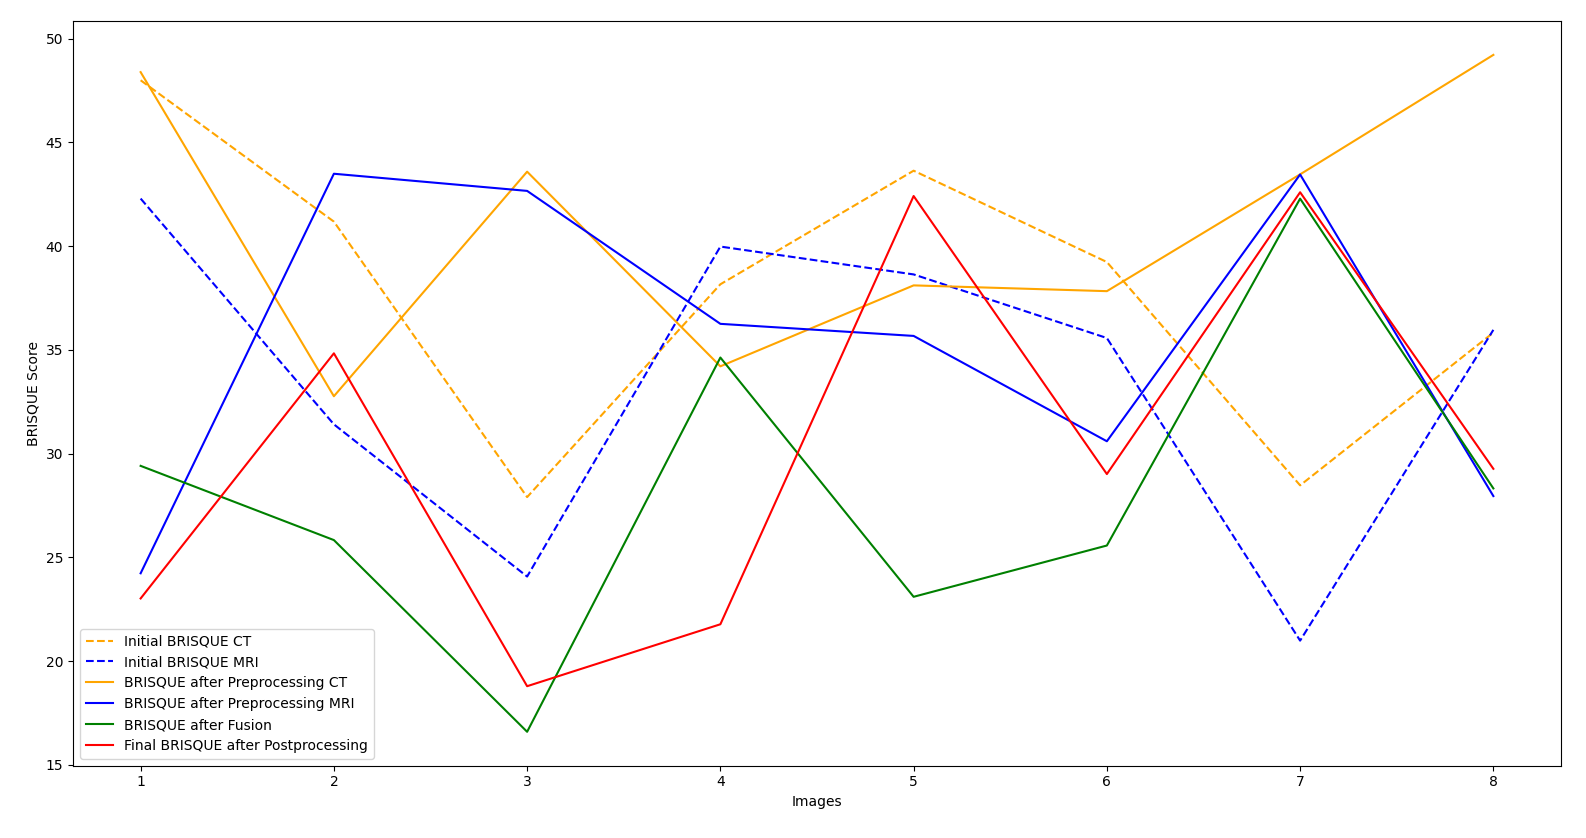 50
45
40
35
30
25
20
15
BRISQUE Score
Initial BRISQUE CT
Initial BRISQUE MRI
BRISQUE after Preprocessing CT
BRISQUE after Preprocessing MRI
BRISQUE after Fusion
Final BRISQUE after Postprocessing
1 2 3 4 5 6 7 8
Images